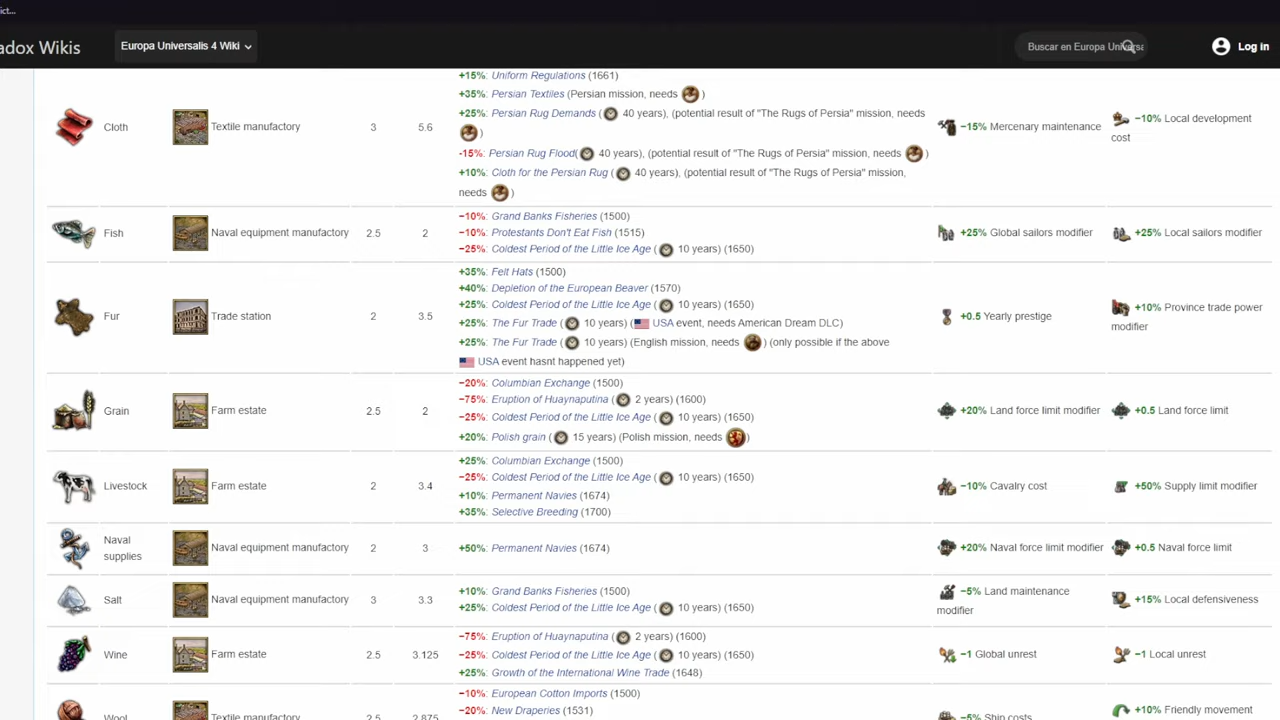 ict...
adox Wikis
Europa Universalis 4 Wiki
Buscar en Europa Universa
Log in
+15%: Uniform Regulations (1661)
+35%: Persian Textiles (Persian mission, needs )
+25%: Persian Rug Demands ( 40 years), (potential result of "The Rugs of Persia" mission, needs
)
-15%: Persian Rug Flood( 40 years), (potential result of "The Rugs of Persia" mission, needs )
+10%: Cloth for the Persian Rug ( 40 years), (potential result of "The Rugs of Persia" mission,
needs )
Cloth
Textile manufactory
3
5.6
−15% Mercenary maintenance
−10% Local development
cost
Fish
Naval equipment manufactory
2.5
2
−10%: Grand Banks Fisheries (1500)
−10%: Protestants Don't Eat Fish (1515)
−25%: Coldest Period of the Little Ice Age ( 10 years) (1650)
+25% Global sailors modifier
+25% Local sailors modifier
Fur
Trade station
2
3.5
+35%: Felt Hats (1500)
+40%: Depletion of the European Beaver (1570)
+25%: Coldest Period of the Little Ice Age ( 10 years) (1650)
+25%: The Fur Trade ( 10 years) ( USA event, needs American Dream DLC)
+25%: The Fur Trade ( 10 years) (English mission, needs ) (only possible if the above
USA event hasnt happened yet)
+0.5 Yearly prestige
+10% Province trade power
modifier
Grain
Farm estate
2.5
2
−20%: Columbian Exchange (1500)
−75%: Eruption of Huaynaputina ( 2 years) (1600)
−25%: Coldest Period of the Little Ice Age ( 10 years) (1650)
+20%: Polish grain ( 15 years) (Polish mission, needs )
+20% Land force limit modifier
+0.5 Land force limit
Livestock
Farm estate
2
3.4
+25%: Columbian Exchange (1500)
−25%: Coldest Period of the Little Ice Age ( 10 years) (1650)
+10%: Permanent Navies (1674)
+35%: Selective Breeding (1700)
−10% Cavalry cost
+50% Supply limit modifier
Naval
supplies
Naval equipment manufactory
2
3
+50%: Permanent Navies (1674)
+20% Naval force limit modifier
+0.5 Naval force limit
Salt
Naval equipment manufactory
3
3.3
+10%: Grand Banks Fisheries (1500)
+25%: Coldest Period of the Little Ice Age ( 10 years) (1650)
−5% Land maintenance
modifier
+15% Local defensiveness
Wine
Farm estate
2.5
3.125
−75%: Eruption of Huaynaputina ( 2 years) (1600)
−25%: Coldest Period of the Little Ice Age ( 10 years) (1650)
+25%: Growth of the International Wine Trade (1648)
−1 Global unrest
−1 Local unrest
Wool
Textile manufactory
2.5
2.875
−10%: European Cotton Imports (1500)
−20%: New Draperies (1531)
−5% Ship costs
+10% Friendly movement